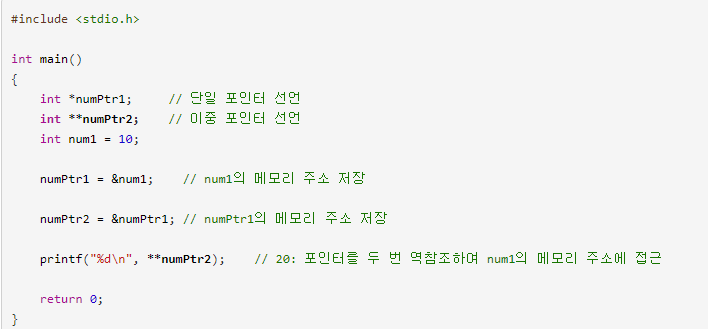 #include <stdio.h>
int main()
{
    int *numPtr1;     // 단일 포인터 선언
    int **numPtr2;    // 이중 포인터 선언
    int num1 = 10;
    numPtr1 = &num1;    // num1의 메모리 주소 저장
    numPtr2 = &numPtr1; // numPtr1의 메모리 주소 저장
    printf("%d\n", **numPtr2);    // 20: 포인터를 두 번 역참조하여 num1의 메모리 주소에 접근
    return 0;
}